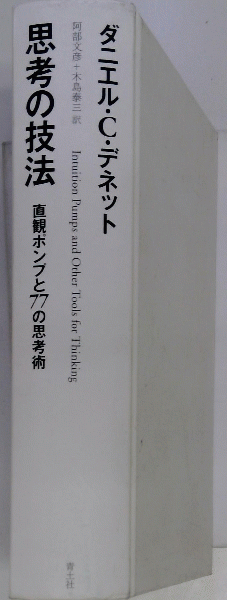 ダニエル・C・デネット
思考の技法
直観ポンプと77の思考術
阿部文彦+木島泰三 訳
Intuition Pumps and Other Tools for Thinking
青土社